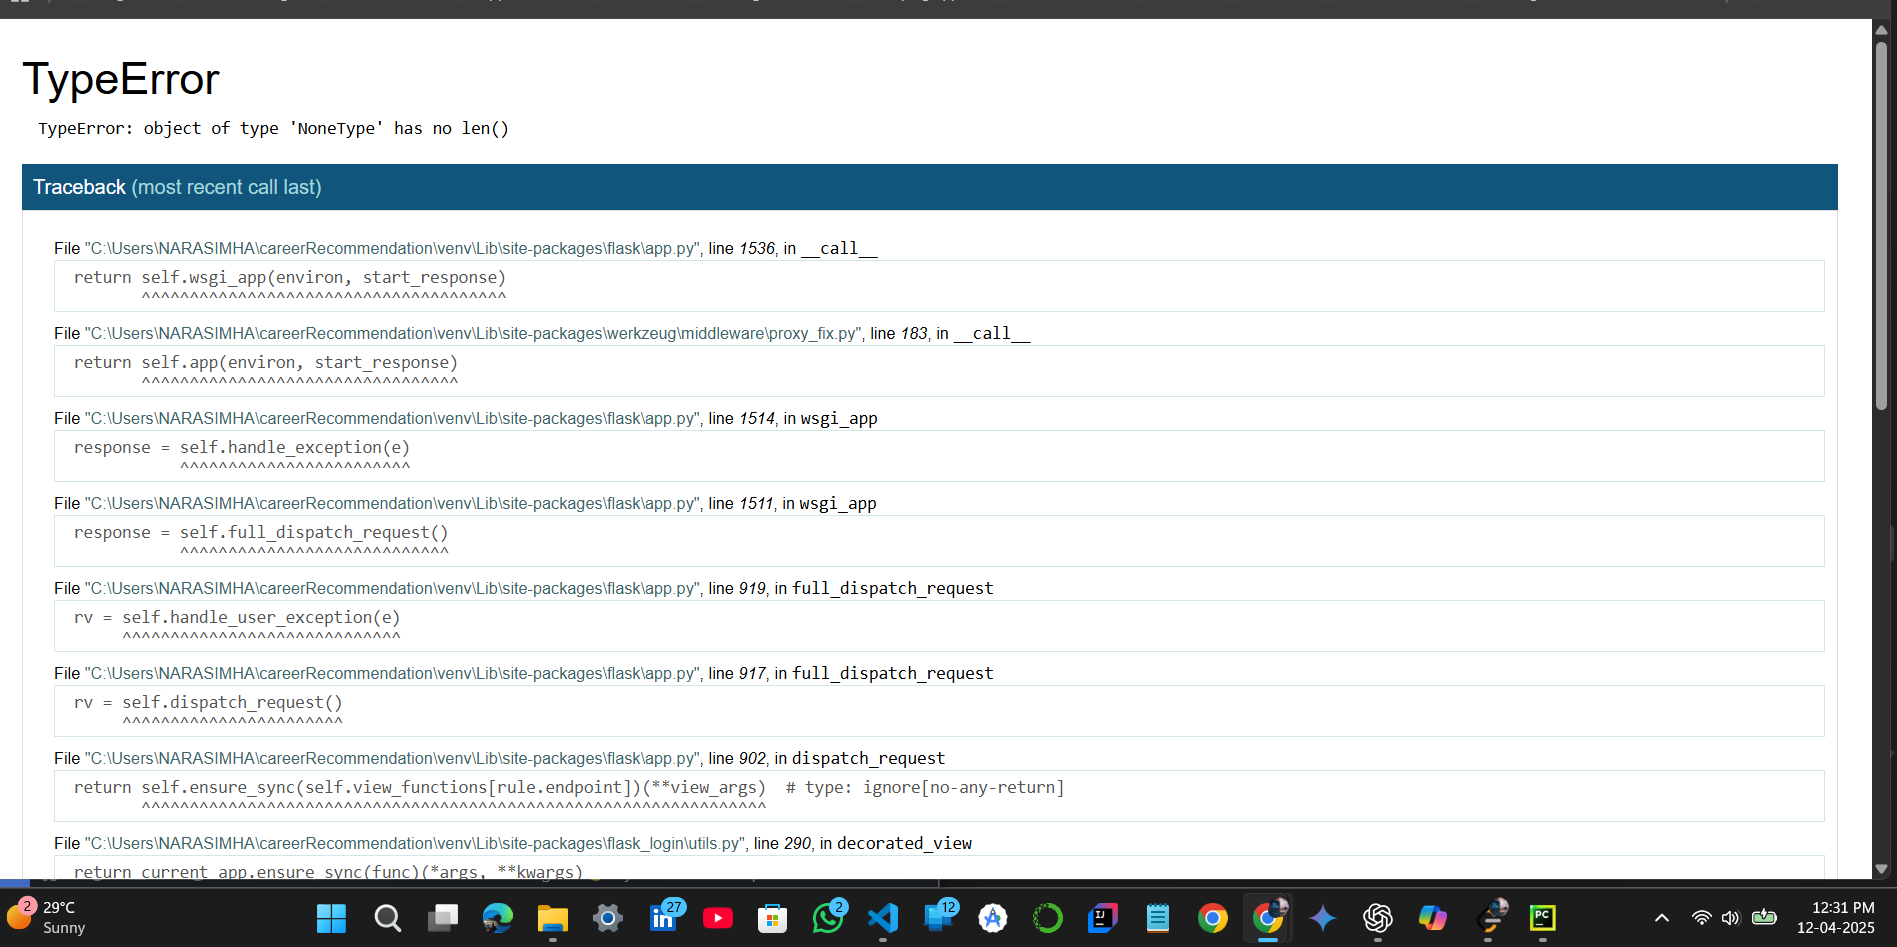 TypeError
TypeError: object of type 'NoneType' has no len()
Traceback (most recent call last)
File "C:\Users\NARASIMHA\careerRecommendation\venv\Lib\site-packages\flask\app.py", line 1536, in __call__
return self.wsgi_app(environ, start_response)
^^^^^^^^^^^^^^^^^^^^^^^^^^^^^^^^^^^^^^
File "C:\Users\NARASIMHA\careerRecommendation\venv\Lib\site-packages\werkzeug\middleware\proxy_fix.py", line 183, in __call__
return self.app(environ, start_response)
^^^^^^^^^^^^^^^^^^^^^^^^^^^^^^^^^
File "C:\Users\NARASIMHA\careerRecommendation\venv\Lib\site-packages\flask\app.py", line 1514, in wsgi_app
response = self.handle_exception(e)
^^^^^^^^^^^^^^^^^^^^^^^^
File "C:\Users\NARASIMHA\careerRecommendation\venv\Lib\site-packages\flask\app.py", line 1511, in wsgi_app
response = self.full_dispatch_request()
^^^^^^^^^^^^^^^^^^^^^^^^^^^^
File "C:\Users\NARASIMHA\careerRecommendation\venv\Lib\site-packages\flask\app.py", line 919, in full_dispatch_request
rv = self.handle_user_exception(e)
^^^^^^^^^^^^^^^^^^^^^^^^^^^^^
File "C:\Users\NARASIMHA\careerRecommendation\venv\Lib\site-packages\flask\app.py", line 917, in full_dispatch_request
rv = self.dispatch_request()
^^^^^^^^^^^^^^^^^^^^^^^
File "C:\Users\NARASIMHA\careerRecommendation\venv\Lib\site-packages\flask\app.py", line 902, in dispatch_request
return self.ensure_sync(self.view_functions[rule.endpoint])(**view_args)  # type: ignore[no-any-return]
^^^^^^^^^^^^^^^^^^^^^^^^^^^^^^^^^^^^^^^^^^^^^^^^^^^^^^^^^^^^^^^^^
File "C:\Users\NARASIMHA\careerRecommendation\venv\Lib\site-packages\flask_login\utils.py", line 290, in decorated_view
return current_app.ensure_sync(func)(*args, **kwargs)
2
29°C
Sunny
27
2
12
IJ
PC
12:31 PM
12-04-2025